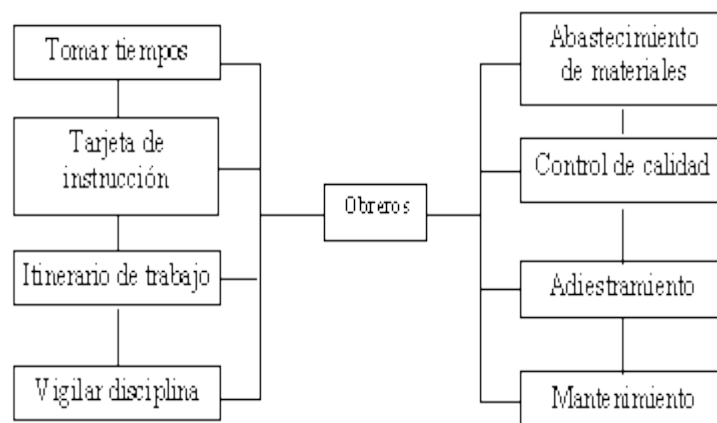 Tomar tiempos
Tarjeta de
instrucción
Itinerario de trabajo
Vigilar disciplina
Obreros
Abastecimiento
de materiales
Control de calidad
Adiestramiento
Mantenimiento